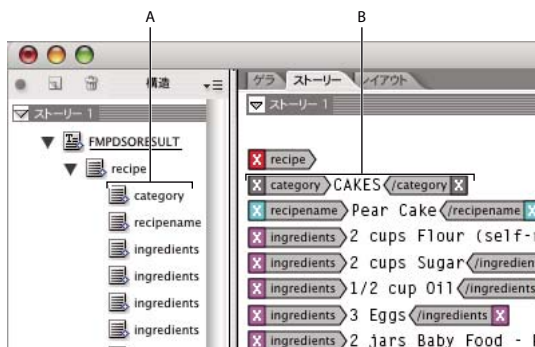 A
B
構造
ストーリー 1
FMPDSORESULT
recipe
category
recipename
ingredients
ingredients
ingredients
ingredients
ゲラ ストーリー レイアウト
ストーリー 1
recipe
category CAKES /category
recipename Pear Cake /recipename
ingredients 2 cups Flour (self-
ingredients 2 cups Sugar /ingredien
ingredients 1/2 cup Oil /ingredients
ingredients 3 Eggs /ingredients
ingredients 2 jars Baby Food -